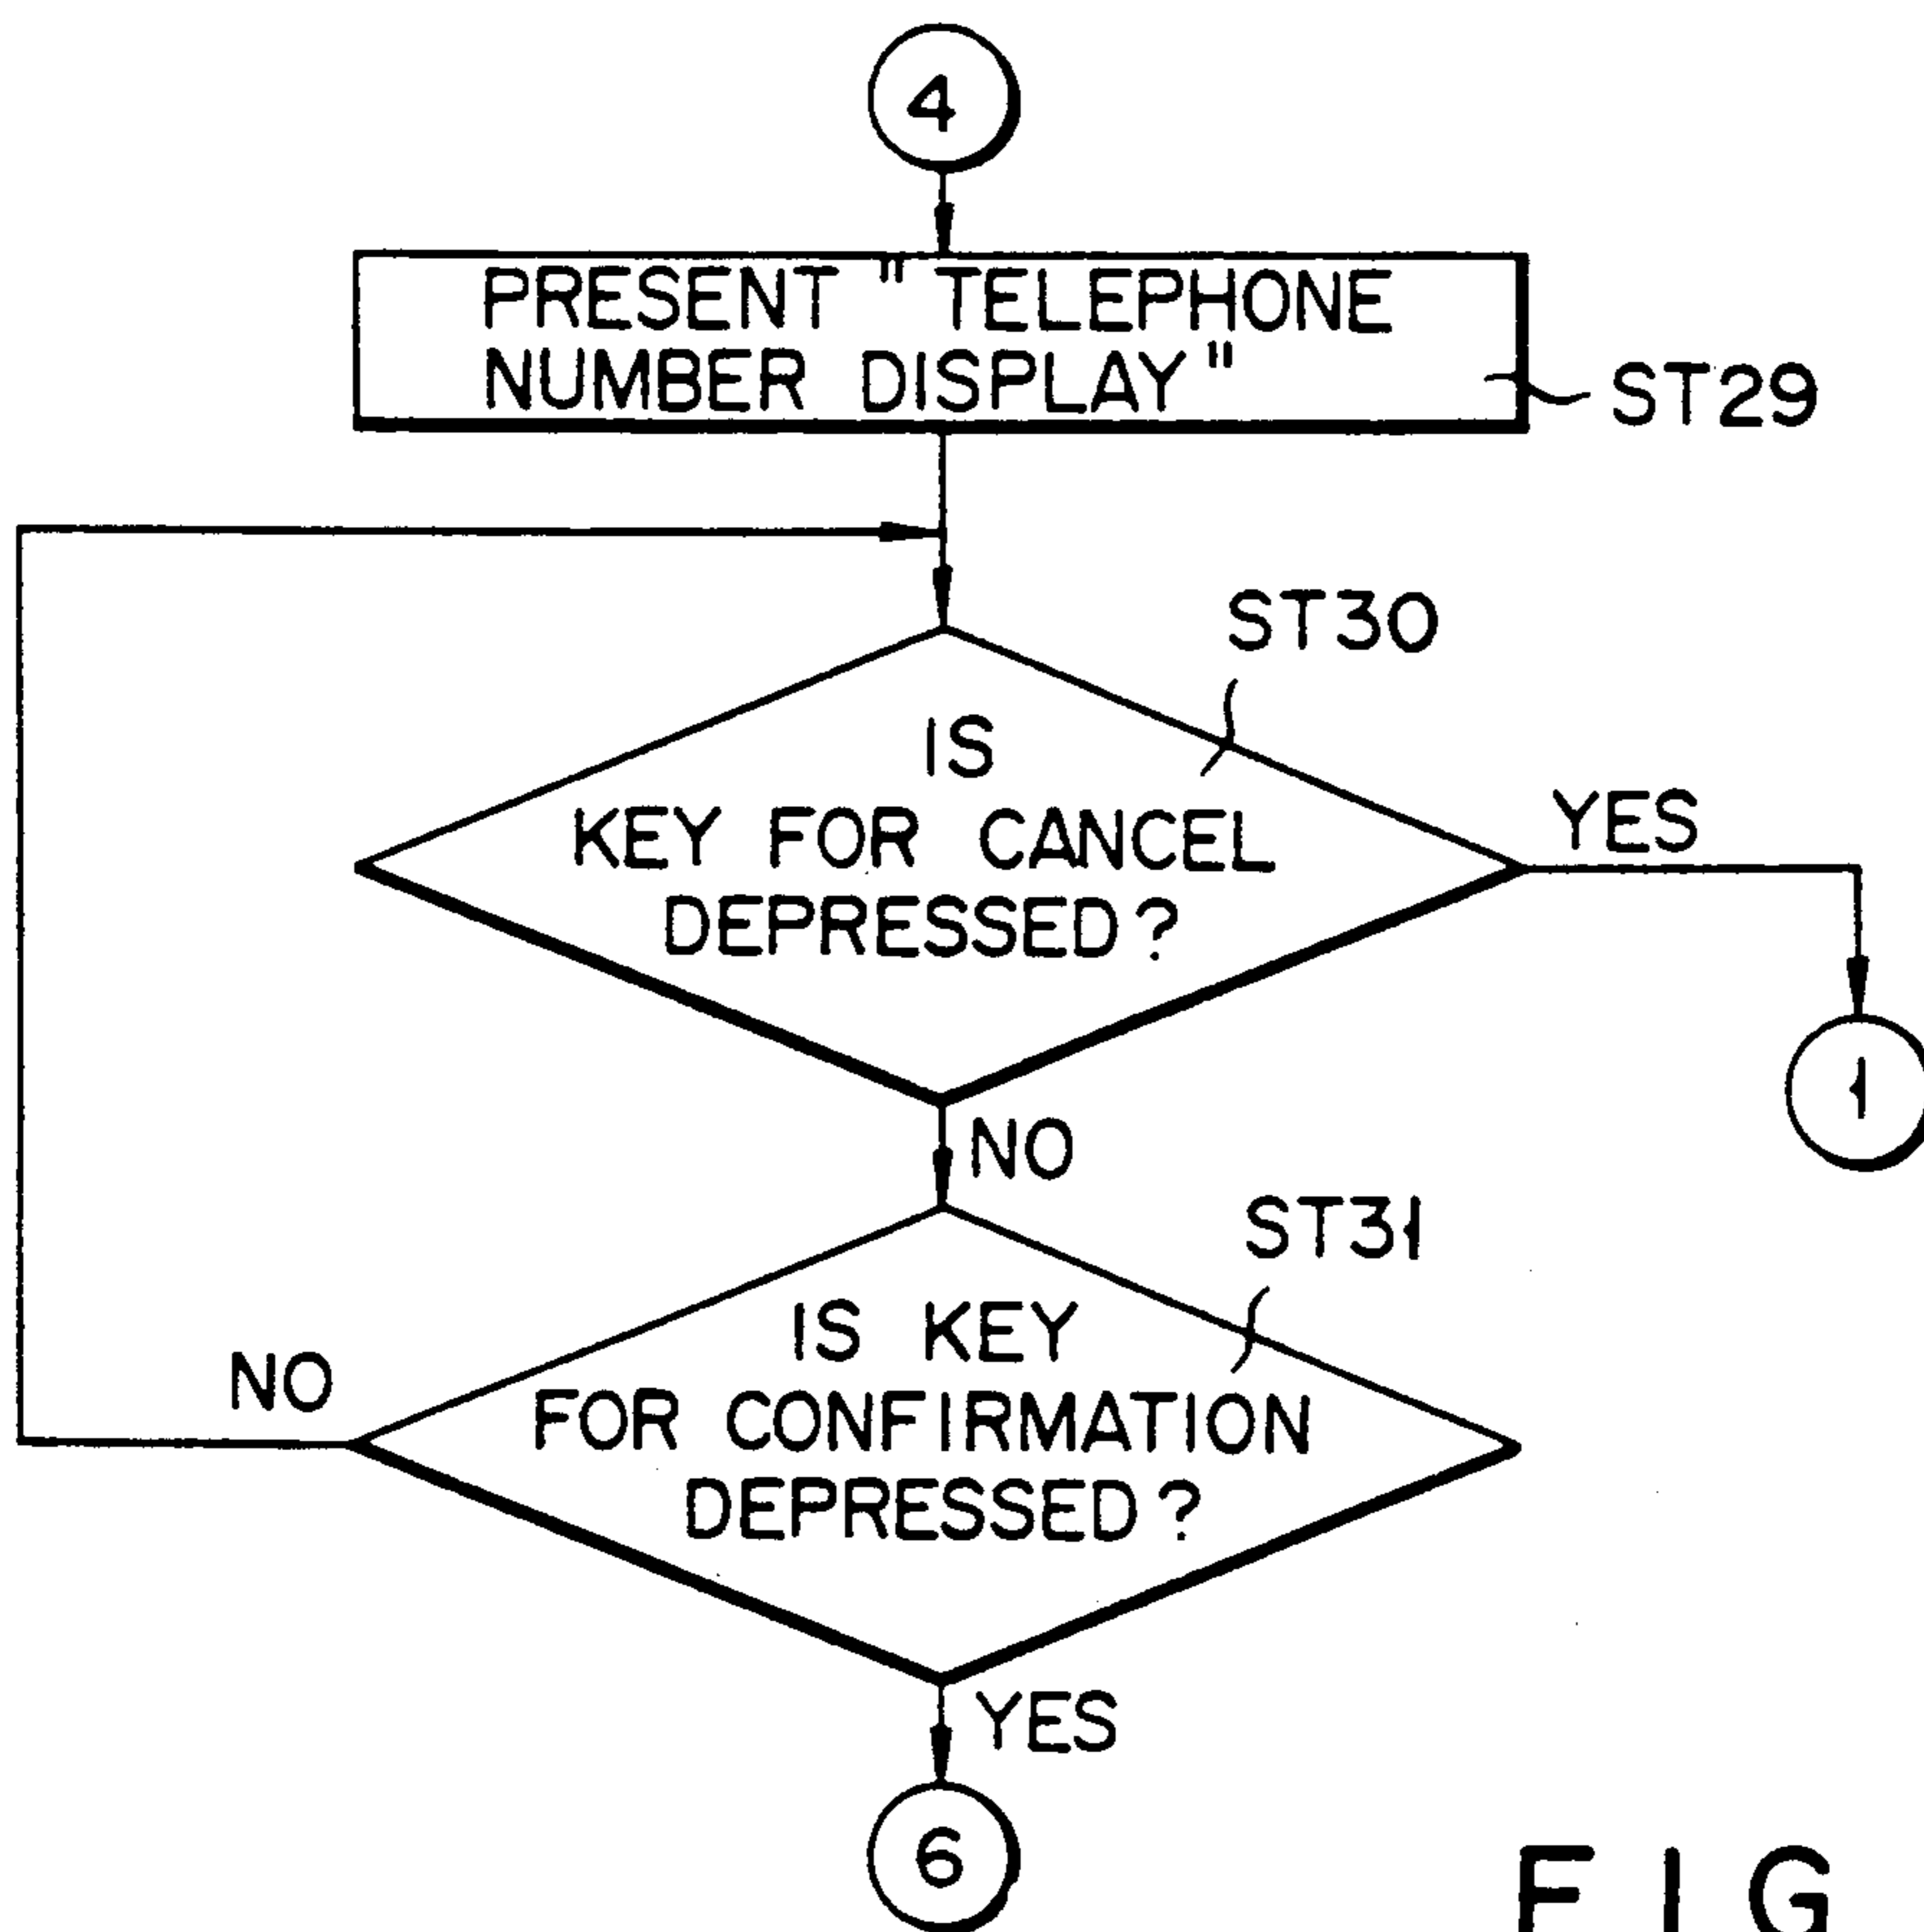 4
PRESENT " TELEPHONE
NUMBER DISPLAY"
ST29
ST30
IS
KEY FOR CANCEL
DEPRESSED?
YES
1
NO
ST31
IS KEY
FOR CONFIRMATION
DEPRESSED?
NO
YES
6
FIG